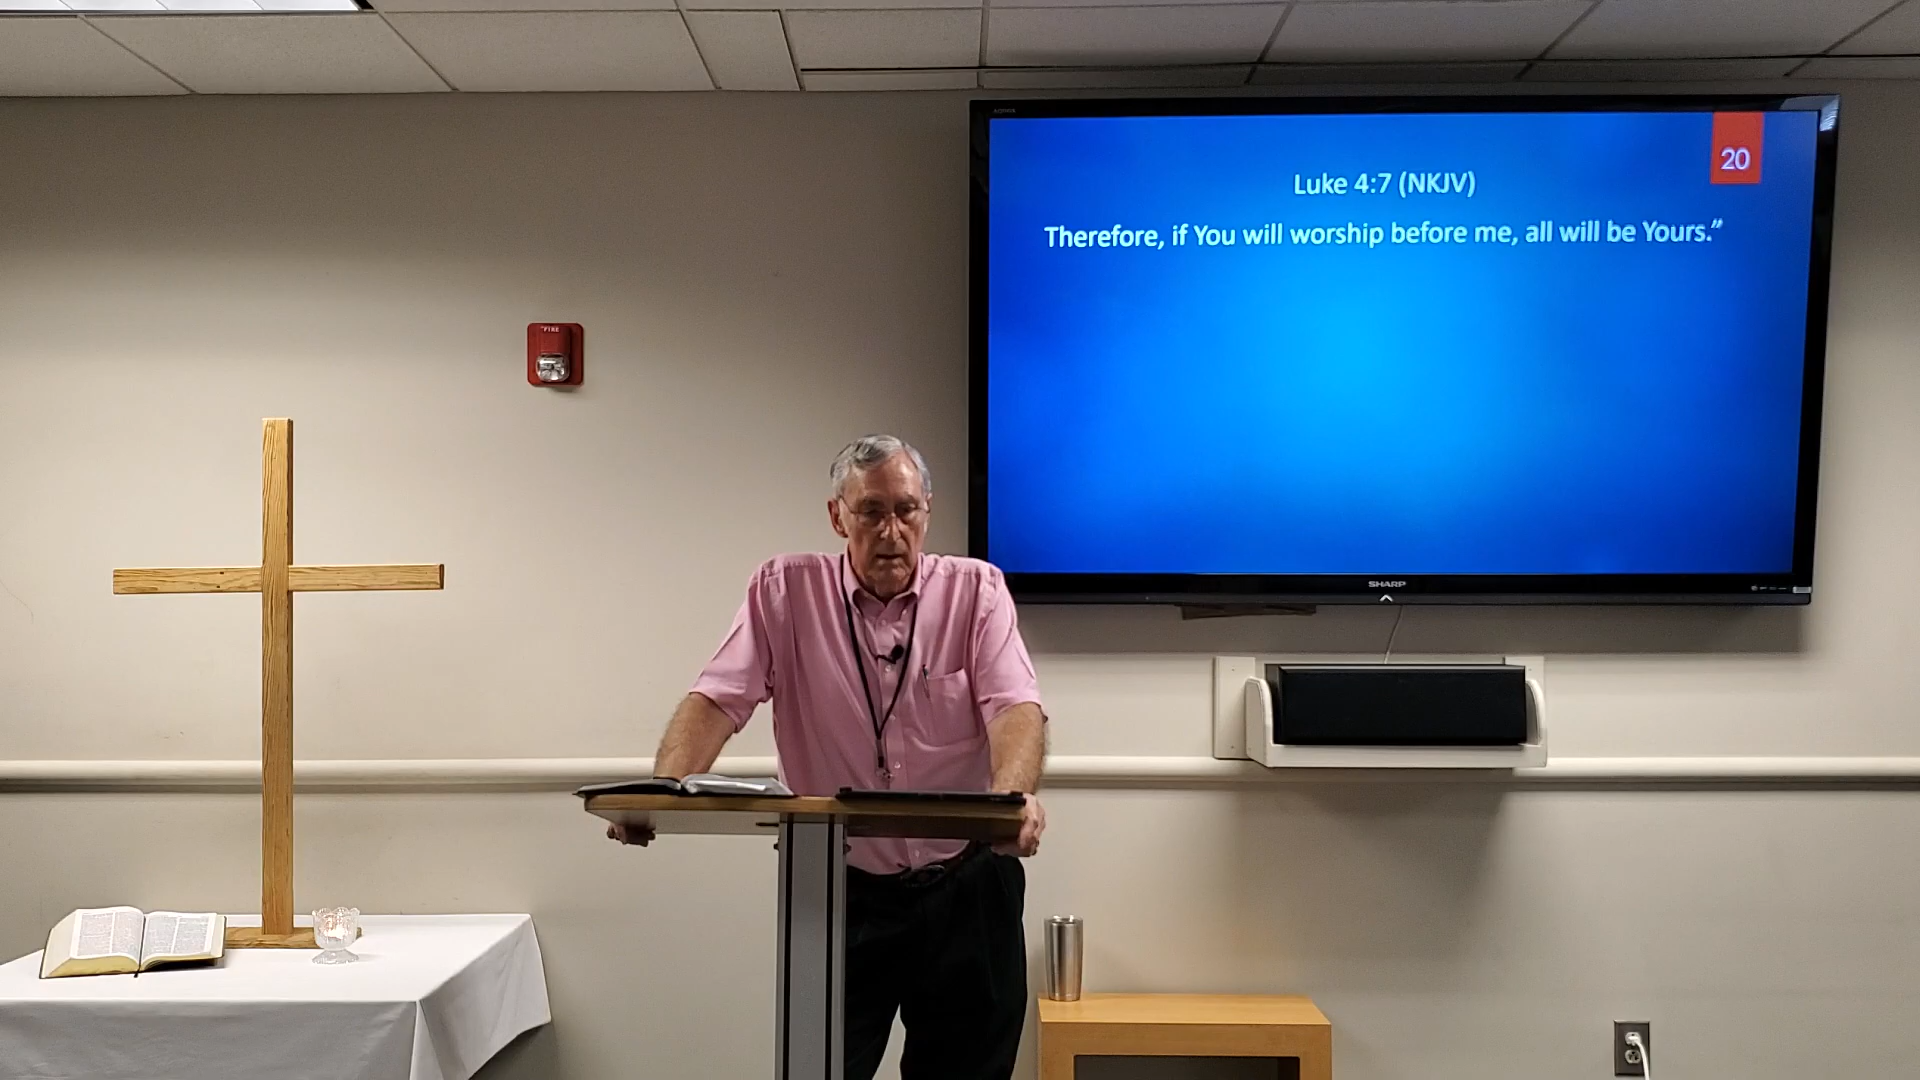 20
Luke 4:7 (NKJV)
Therefore, if You will worship before me, all will be Yours.”
FIRE
SHARP